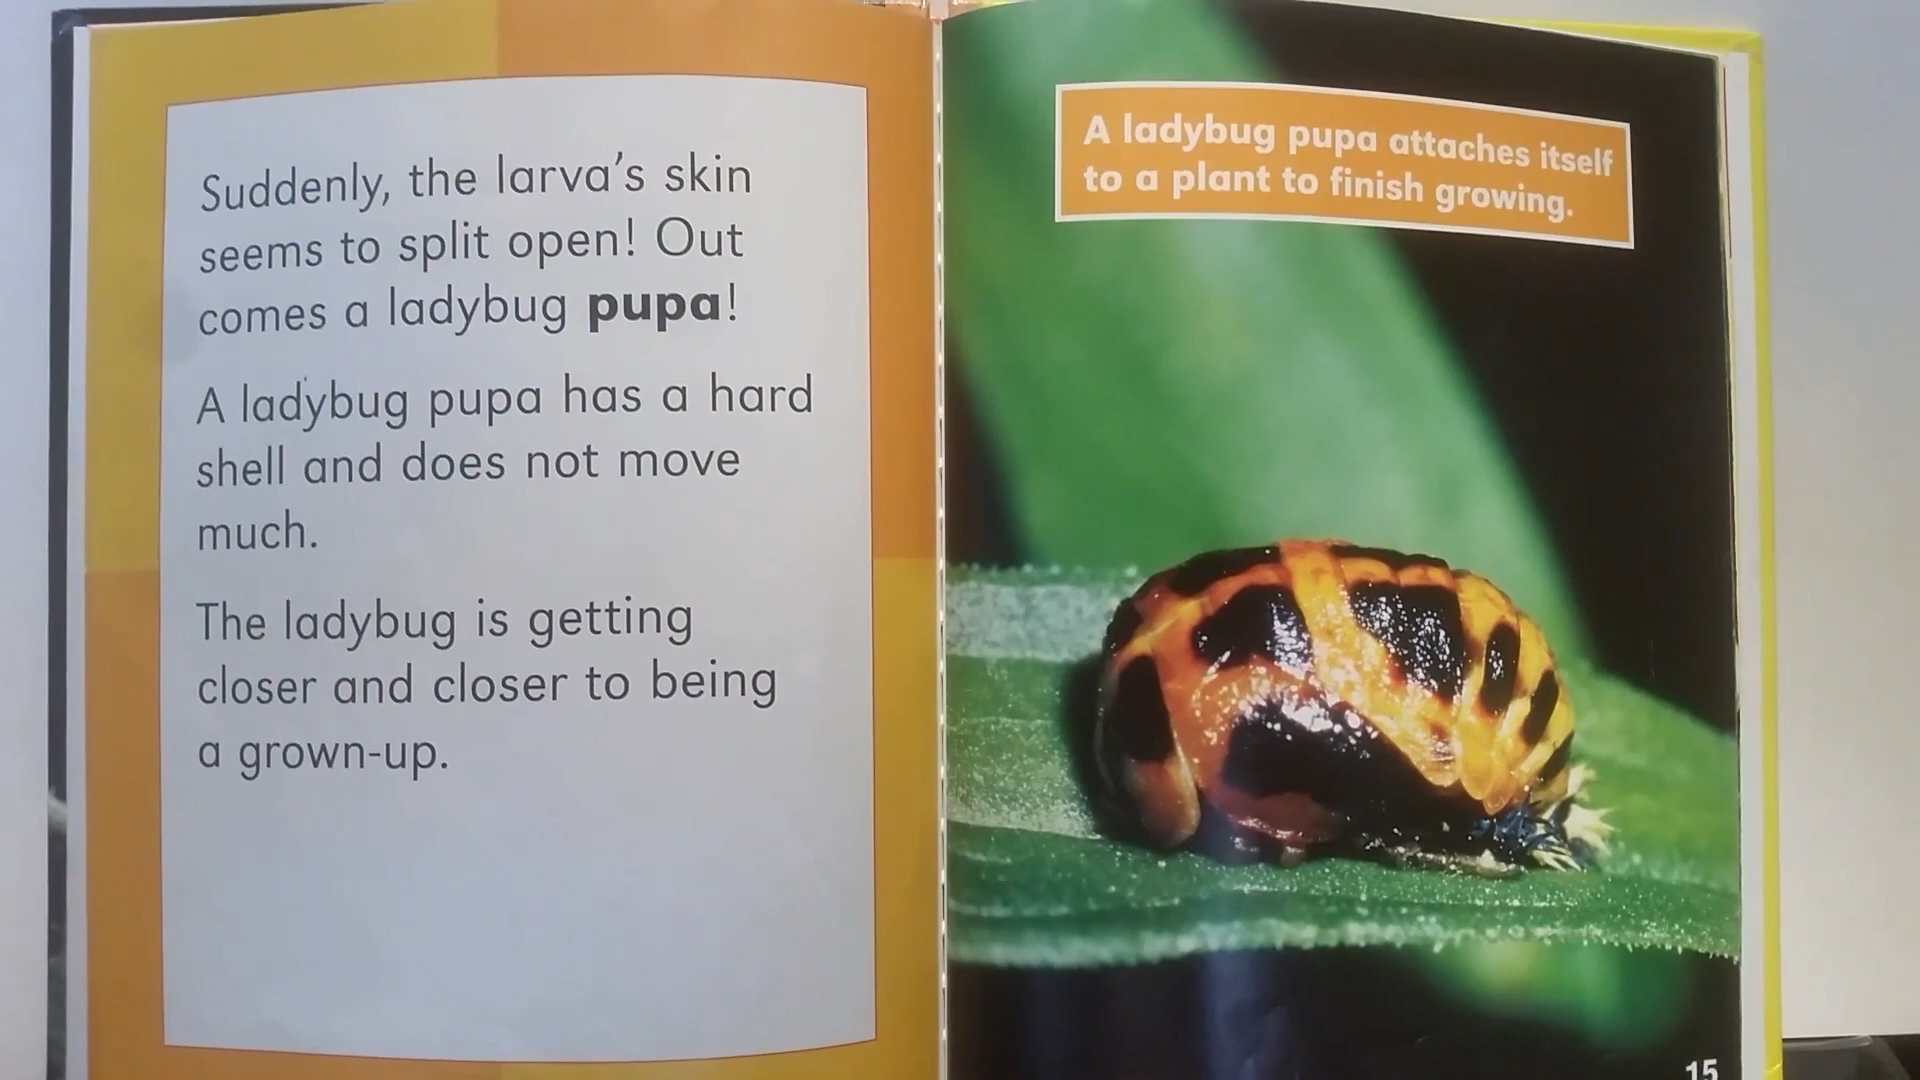 Suddenly, the larva's skin
seems to split open! Out
comes a ladybug pupa!
A ladybug pupa has a hard
shell and does not move
much.
The ladybug is getting
closer and closer to being
a grown-up.
A ladybug pupa attaches itself
to a plant to finish growing.
15